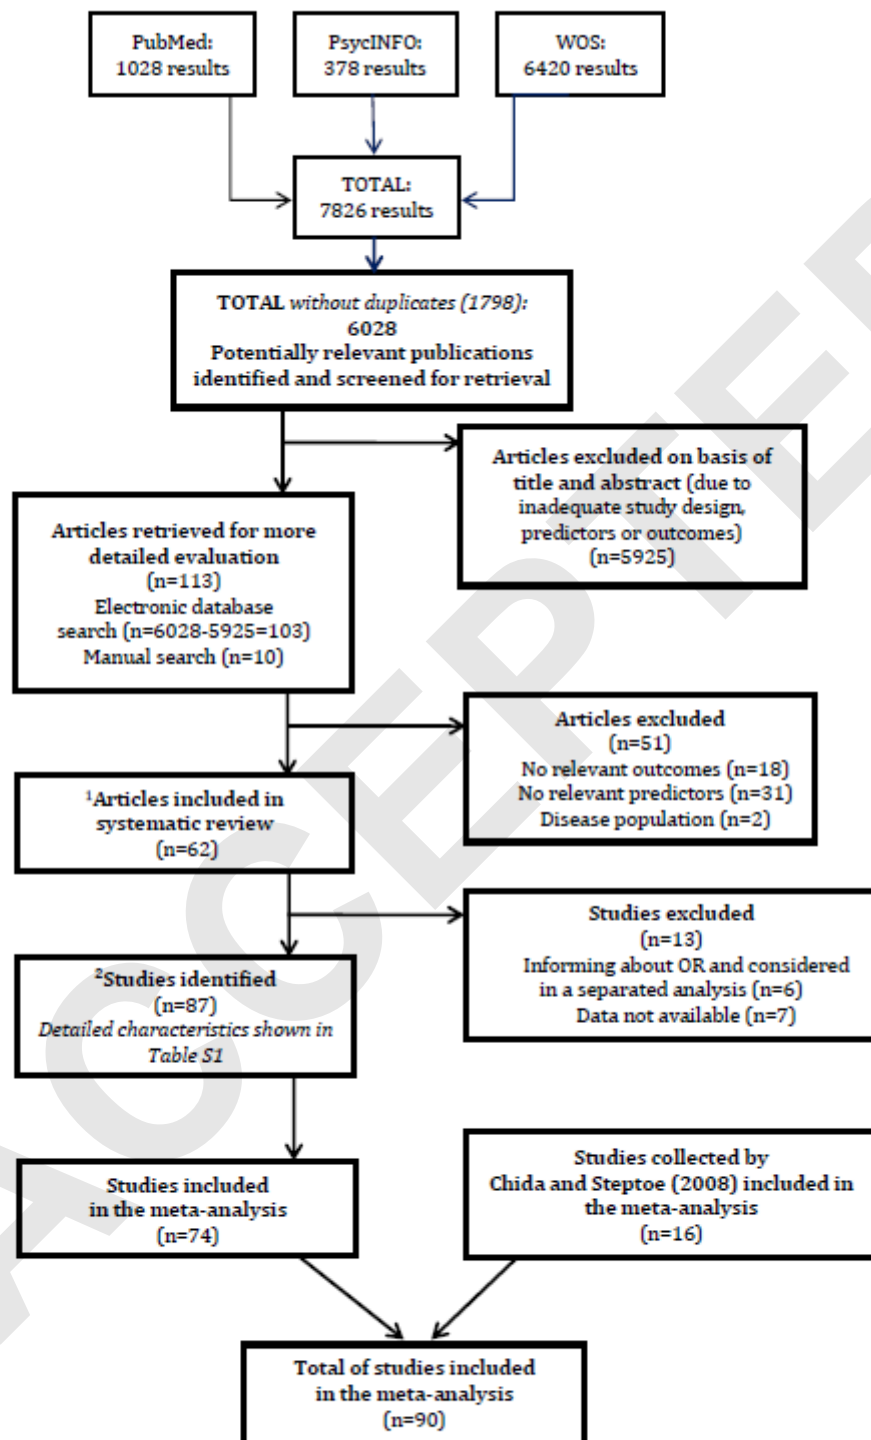 PubMed:
1028 results
PsycINFO:
378 results
WOS:
6420 results
TOTAL:
7826 results
TOTAL without duplicates (1798):
6028
Potentially relevant publications
identified and screened for retrieval
Articles excluded on basis of
title and abstract (due to
inadequate study design,
predictors or outcomes)
(n=5925)
Articles retrieved for more
detailed evaluation
(n=113)
Electronic database
search (n=6028-5925=103)
Manual search (n=10)
Articles excluded
(n=51)
No relevant outcomes (n=18)
No relevant predictors (n=31)
Disease population (n=2)
¹Articles included in
systematic review
(n=62)
Studies excluded
(n=13)
Informing about OR and considered
in a separated analysis (n=6)
Data not available (n=7)
²Studies identified
(n=87)
Detailed characteristics shown in
Table S1
Studies included
in the meta-analysis
(n=74)
Studies collected by
Chida and Steptoe (2008) included in
the meta-analysis
(n=16)
Total of studies included
in the meta-analysis
(n=90)
ACCEPTE